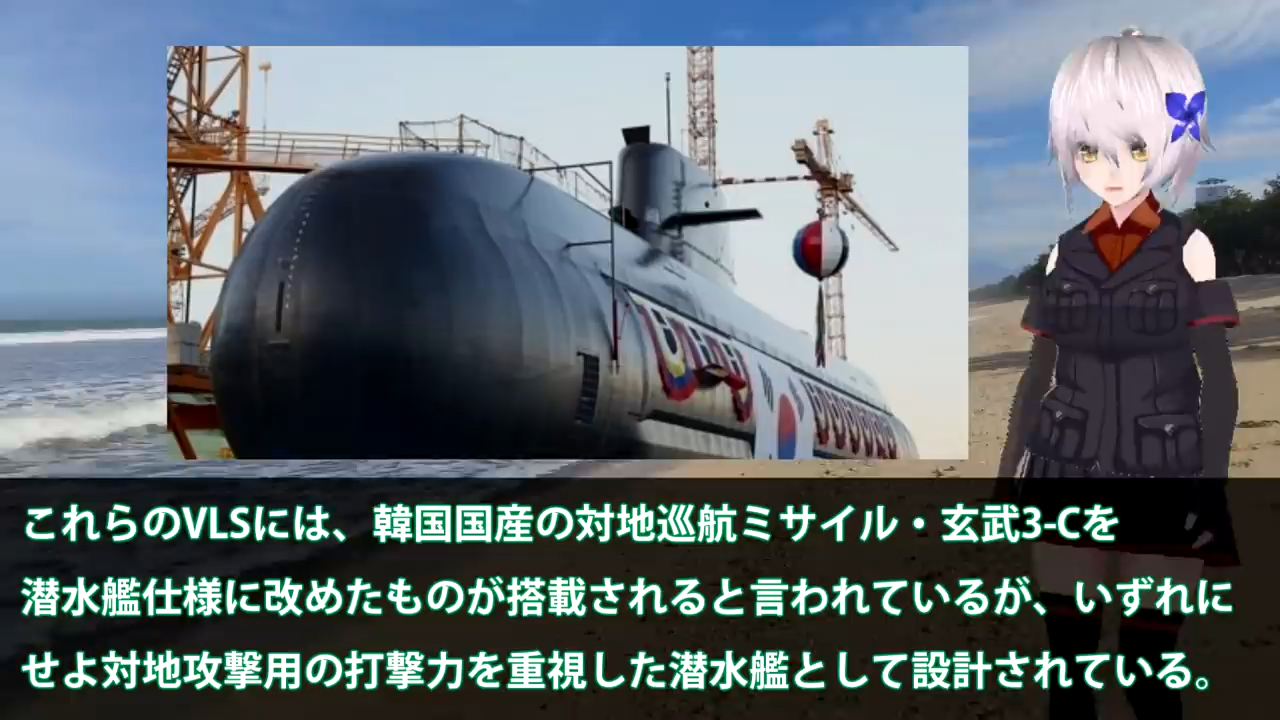 これらのVLSには、韓国国産の対地巡航ミサイル・玄武3-Cを
潜水艦仕様に改めたものが搭載されると言われているが、いずれに
せよ対地攻撃用の打撃力を重視した潜水艦として設計されている。